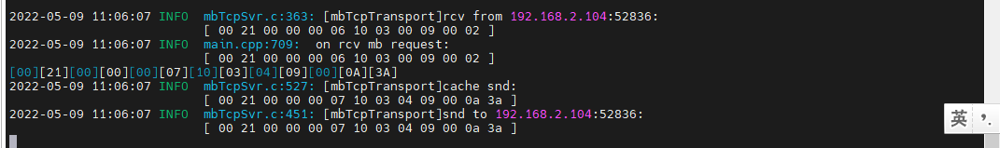 2022-05-09 11:06:07 INFO  mbTcpSvr.c:363: [mbTcpTransport]rcv from 192.168.2.104:52836:
[ 00 21 00 00 00 06 10 03 00 09 00 02 ]
2022-05-09 11:06:07 INFO  main.cpp:709:  on rcv mb request:
[ 00 21 00 00 00 06 10 03 00 09 00 02 ]
[00][21][00][00][00][07][10][03][04][09][00][0A][3A]
2022-05-09 11:06:07 INFO  mbTcpSvr.c:527: [mbTcpTransport]cache snd:
[ 00 21 00 00 00 07 10 03 04 09 00 0a 3a ]
2022-05-09 11:06:07 INFO  mbTcpSvr.c:451: [mbTcpTransport]snd to 192.168.2.104:52836:
[ 00 21 00 00 00 07 10 03 04 09 00 0a 3a ]
英